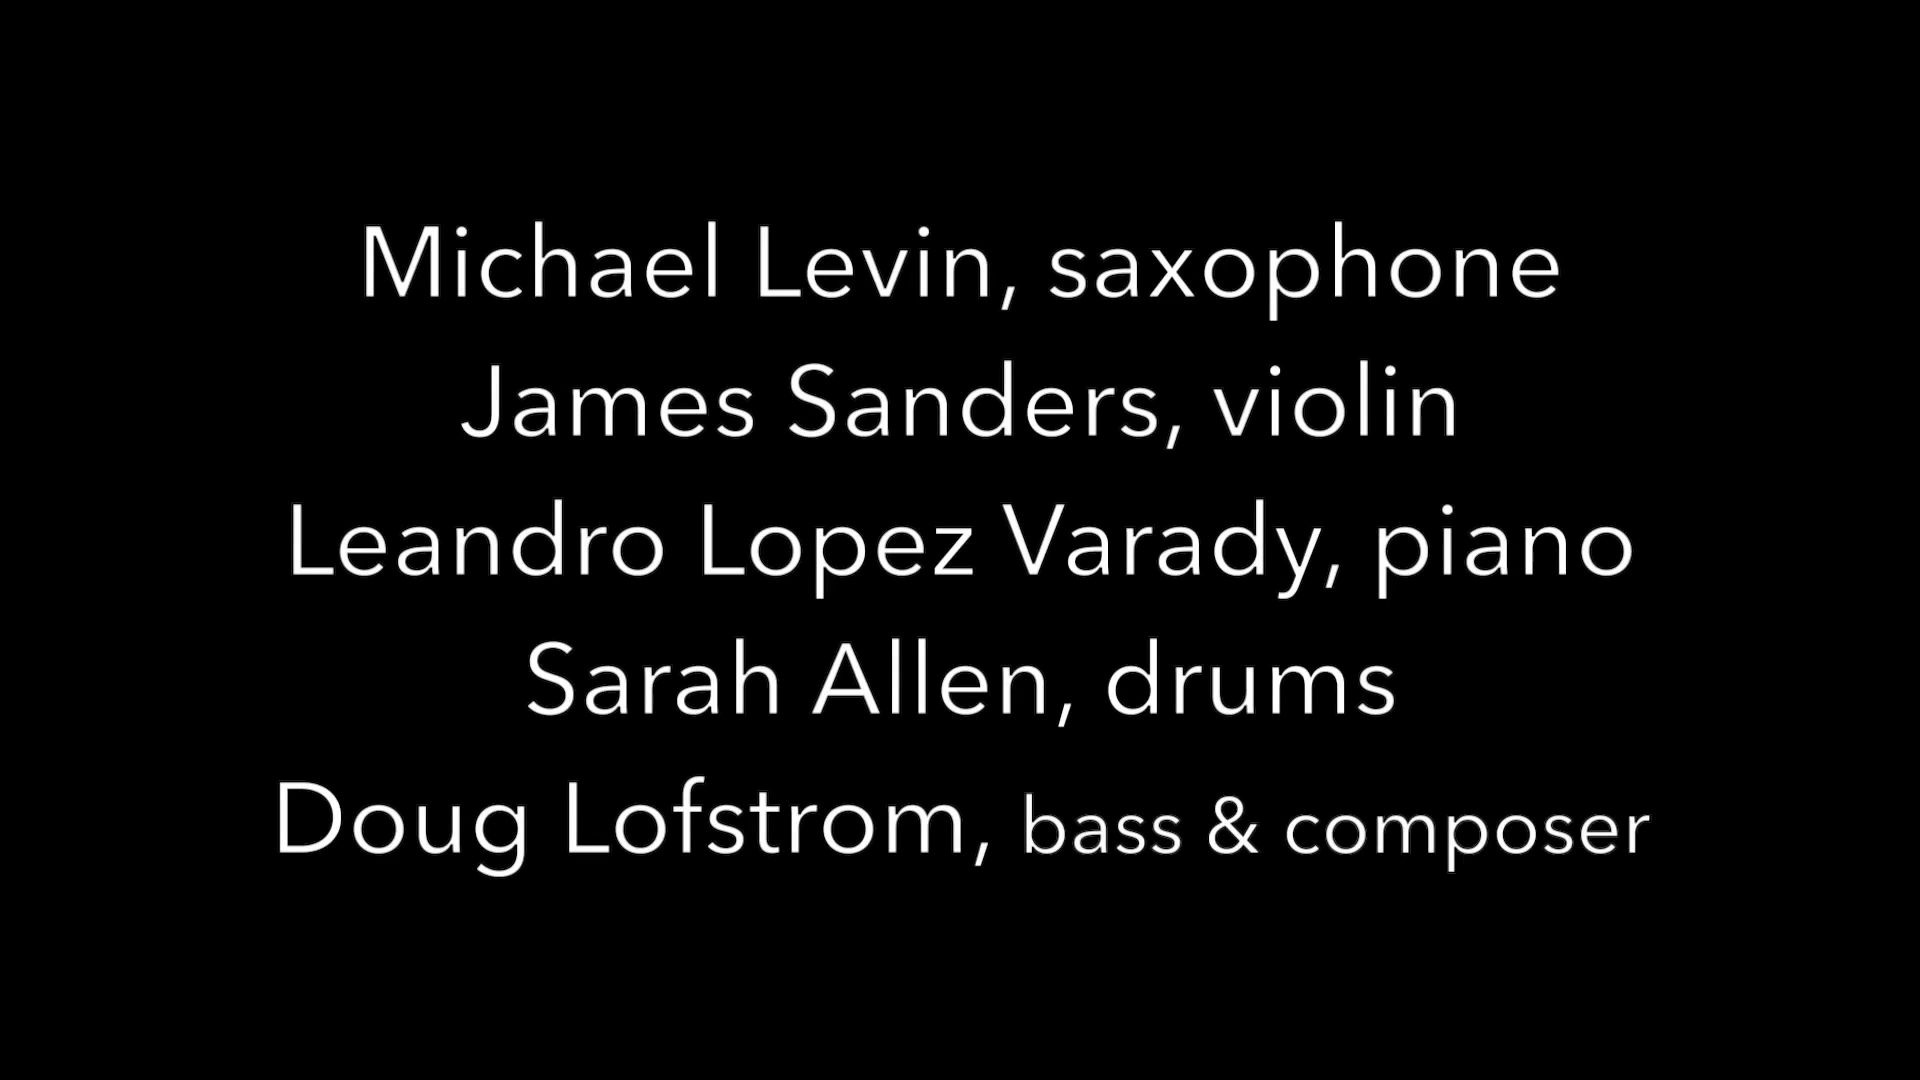 Michael Levin, saxophone
James Sanders, violin
Leandro Lopez Varady, piano
Sarah Allen, drums
Doug Lofstrom, bass & composer